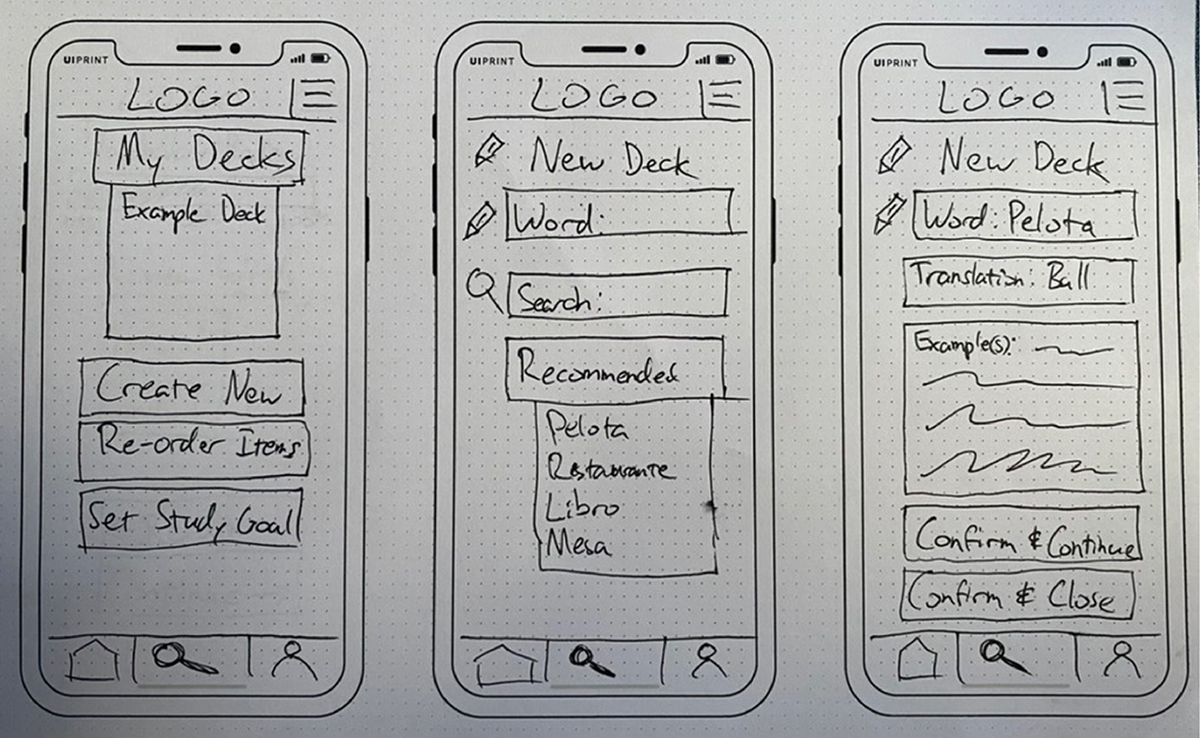 UIPRINT
LOGO
My Decks
Example Deck
Create New
Re-order Items
Set Study Goal
UIPRINT
LOGO
New Deck
Word:
Search:
Recommended
Pelota
Restaurante
Libro
Mesa
UIPRINT
LOGO
New Deck
Word: Pelota
Translation: Ball
Example(s):
Confirm & Continue
Confirm & Close